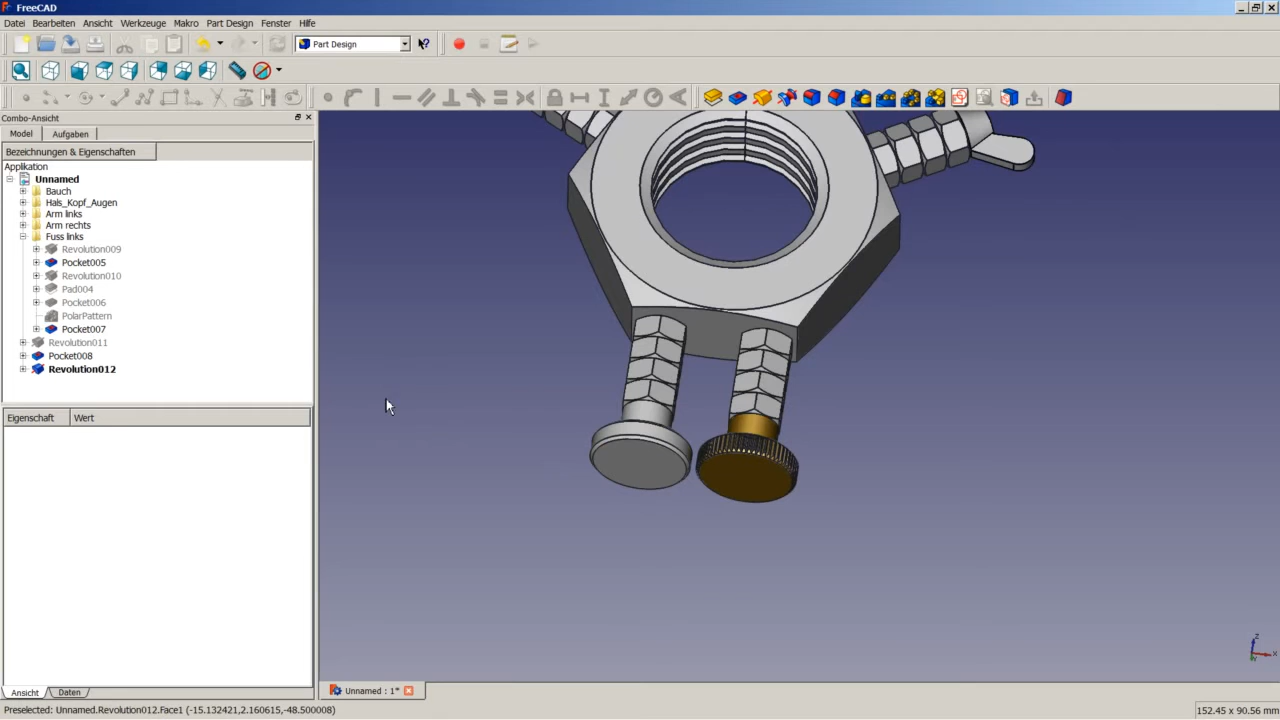 FreeCAD
Datei Bearbeiten Ansicht Werkzeuge Makro Part Design Fenster Hilfe
Part Design
Combo-Ansicht
Model Aufgaben
Bezeichnungen & Eigenschaften
Applikation
Unnamed
Bauch
Hals_Kopf_Augen
Arm links
Arm rechts
Fuss links
Revolution009
Pocket005
Revolution010
Pad004
Pocket006
PolarPattern
Pocket007
Revolution011
Pocket008
Revolution012
Eigenschaft Wert
Ansicht Daten
Unnamed : 1*
Z
X
Y
Preselected: Unnamed.Revolution012.Face1 (-15.132421,2.160615,-48.500008)
152.45 x 90.56 mm